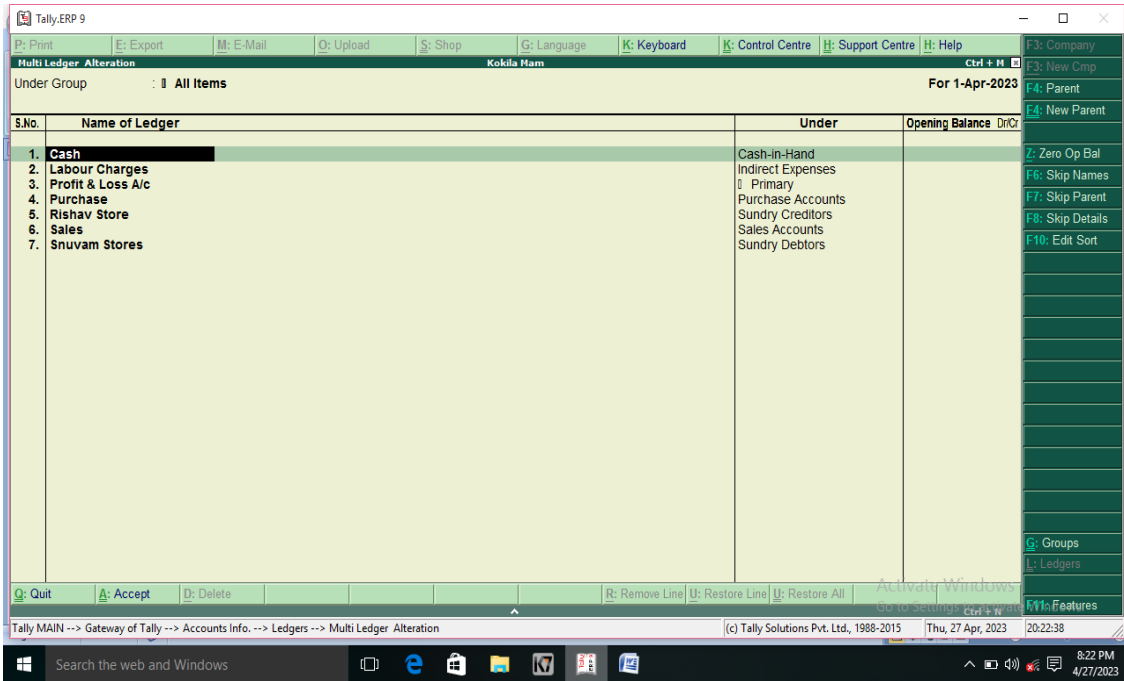 Tally.ERP 9
P: Print E: Export M: E-Mail O: Upload S: Shop G: Language K: Keyboard K: Control Centre H: Support Centre H: Help
Multi Ledger Alteration Kokila Mam Ctrl + M
Under Group : All Items For 1-Apr-2023
S.No. Name of Ledger Under Opening Balance Dr/Cr
1. Cash Cash-in-Hand
2. Labour Charges Indirect Expenses
3. Profit & Loss A/c Primary
4. Purchase Purchase Accounts
5. Rishav Store Sundry Creditors
6. Sales Sales Accounts
7. Snuvam Stores Sundry Debtors
F3: Company
F3: New Cmp
F4: Parent
F4: New Parent
Z: Zero Op Bal
F6: Skip Names
F7: Skip Parent
F8: Skip Details
F10: Edit Sort
G: Groups
L: Ledgers
F11: Features
Q: Quit A: Accept D: Delete R: Remove Line U: Restore Line U: Restore All
Activate Windows
Go to Settings to activate Windows.
Ctrl + N
Tally MAIN --> Gateway of Tally --> Accounts Info. --> Ledgers --> Multi Ledger Alteration (c) Tally Solutions Pvt. Ltd., 1988-2015 Thu, 27 Apr, 2023 20:22:38
Search the web and Windows
8:22 PM
4/27/2023